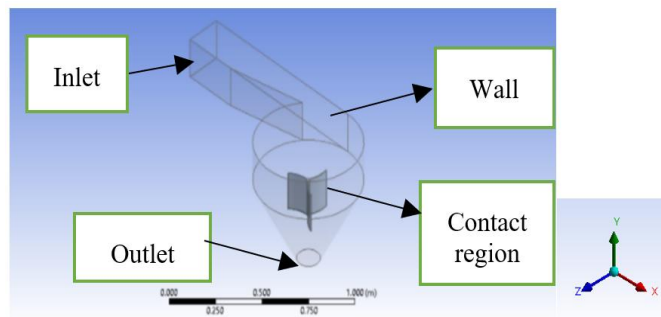 Inlet
Wall
Contact
region
Outlet
0.000
0.500
1.000 (m)
0.250
0.750
Y
Z
X